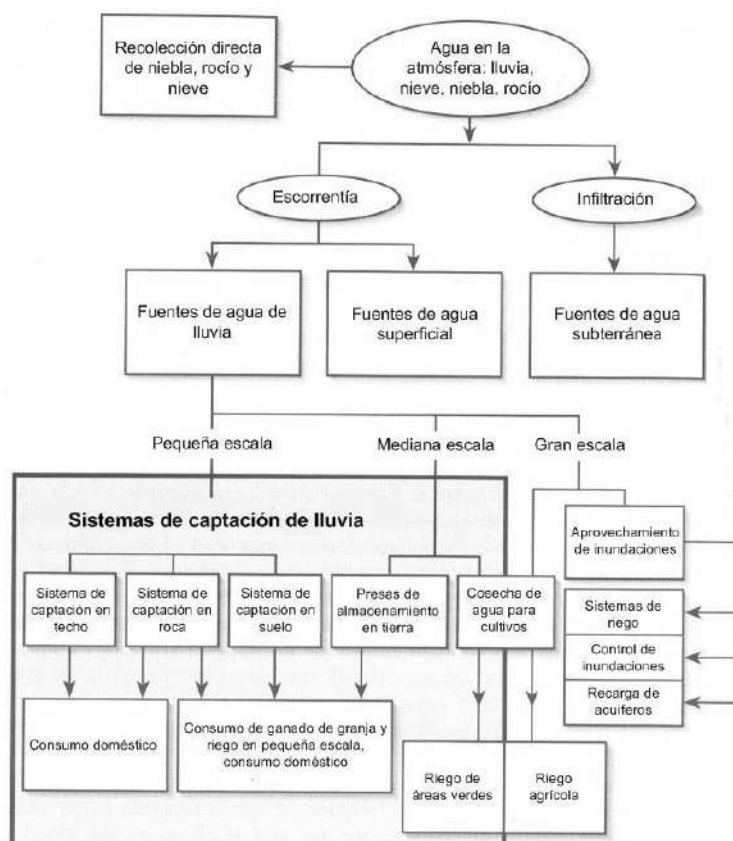 Recolección directa
de niebla, rocío y
nieve
Agua en la
atmósfera: lluvia,
nieve, niebla, rocío
Escorrentía
Infiltración
Fuentes de agua de
lluvia
Fuentes de agua
superficial
Fuentes de agua
subterránea
Pequeña escala
Mediana escala
Gran escala
Sistemas de captación de lluvia
Aprovechamiento
de inundaciones
Sistema de
captación en
techo
Sistema de
captación en
roca
Sistema de
captación en
suelo
Presas de
almacenamiento
en tierra
Cosecha de
agua para
cultivos
Sistemas de
riego
Control de
inundaciones
Recarga de
acuíferos
Consumo doméstico
Consumo de ganado de granja y
riego en pequeña escala,
consumo doméstico
Riego de
áreas verdes
Riego
agrícola